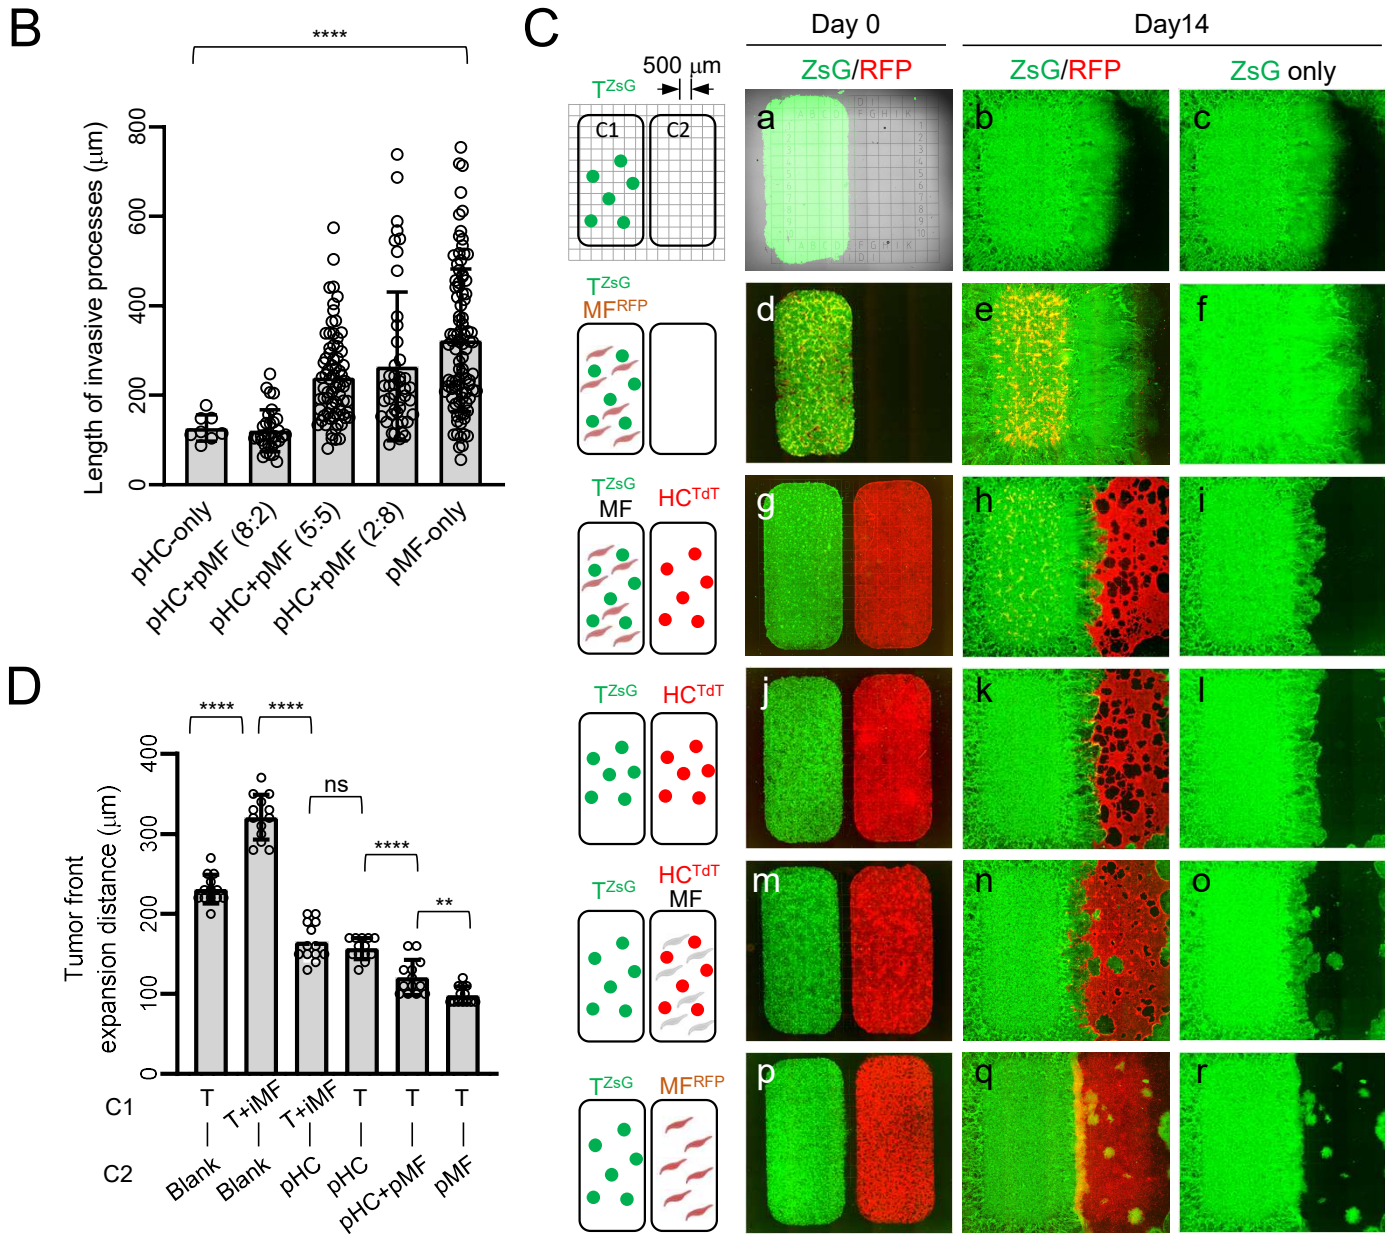 B
****
Length of invasive processes (μm)
800
600
400
200
0
pHC-only
pHC+pMF (8:2)
pHC+pMF (5:5)
pHC+pMF (2:8)
pMF-only
C
Day 0
Day14
ZsG/RFP
ZsG/RFP
ZsG only
500 μm
T^ZsG
C1
C2
a
b
c
T^ZsG
MF^RFP
d
e
f
T^ZsG
MF
HC^TdT
g
h
i
T^ZsG
HC^TdT
j
k
l
T^ZsG
HC^TdT
MF
m
n
o
T^ZsG
MF^RFP
p
q
r
D
**** ****
ns
****
**
Tumor front
expansion distance (μm)
400
300
200
100
0
C1
T
T+iMF
T+iMF
T
T
T
C2
Blank
Blank
pHC
pHC
pHC+pMF
pMF